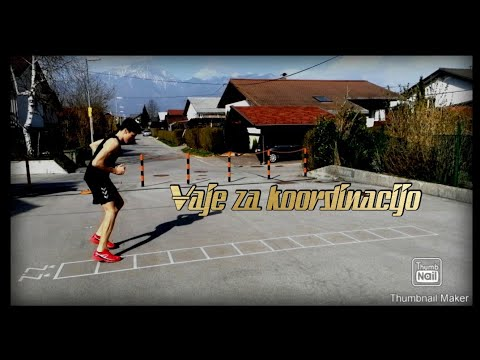 Vaje za koordinacijo
Thumb
Nail
Thumbnail Maker